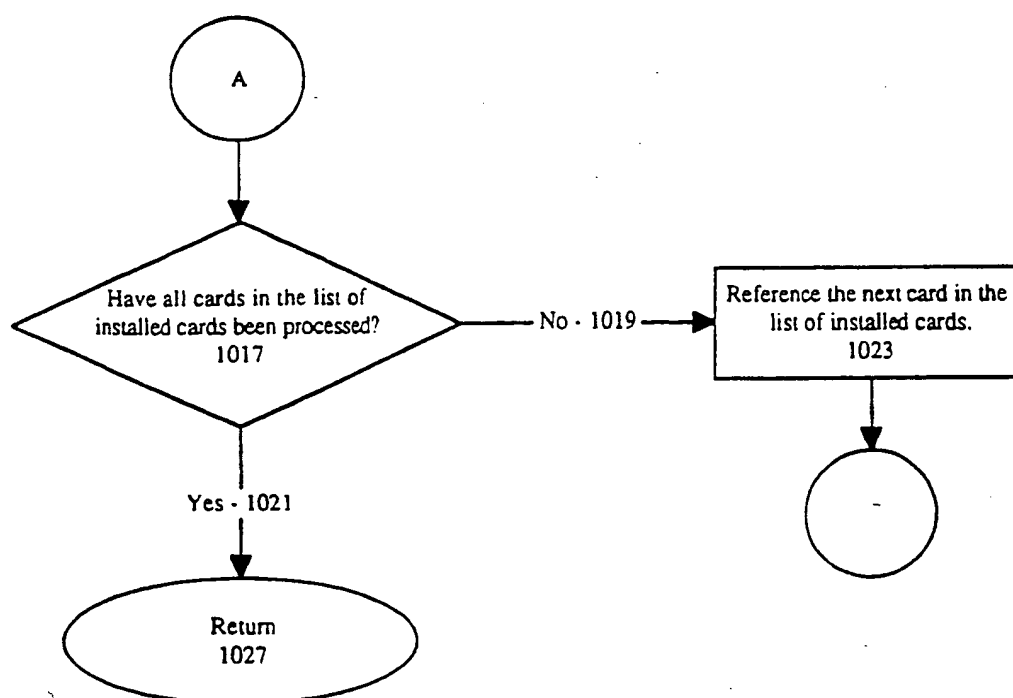 A
Have all cards in the list of
installed cards been processed?
1017
No - 1019
Reference the next card in the
list of installed cards.
1023
Yes - 1021
Return
1027